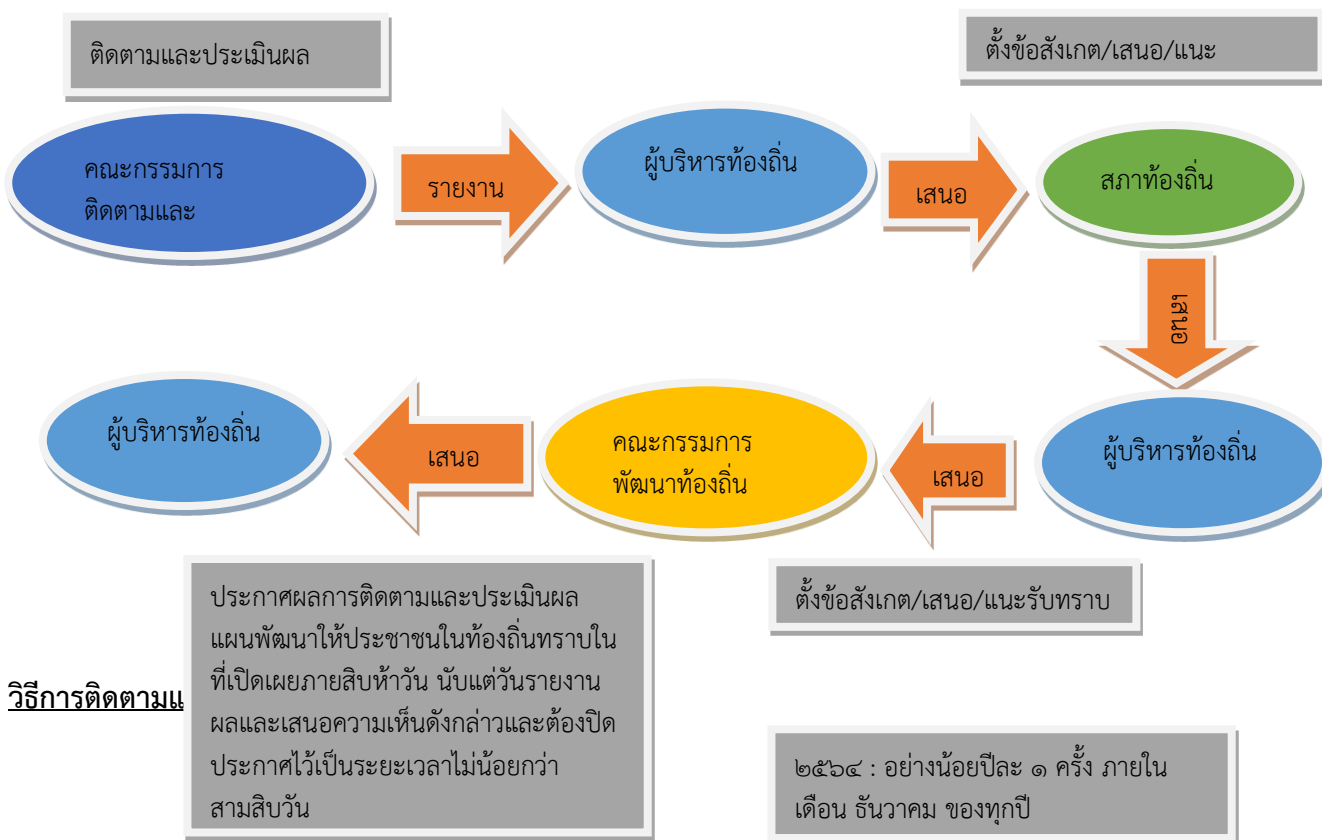 ติดตามและประเมินผล
ตั้งข้อสังเกต/เสนอ/แนะ
คณะกรรมการ
ติดตามและ
รายงาน
ผู้บริหารท้องถิ่น
เสนอ
สภาท้องถิ่น
เสนอ
ผู้บริหารท้องถิ่น
เสนอ
คณะกรรมการ
พัฒนาท้องถิ่น
เสนอ
ผู้บริหารท้องถิ่น
ประกาศผลการติดตามและประเมินผล
แผนพัฒนาให้ประชาชนในท้องถิ่นทราบใน
ที่เปิดเผยภายสิบห้าวัน นับแต่วันรายงาน
ผลและเสนอความเห็นดังกล่าวและต้องปิด
ประกาศไว้เป็นระยะเวลาไม่น้อยกว่า
สามสิบวัน
ตั้งข้อสังเกต/เสนอ/แนะรับทราบ
วิธีการติดตาม
๒๕๖๔ : อย่างน้อยปีละ ๑ ครั้ง ภายใน
เดือน ธันวาคม ของทุกปี